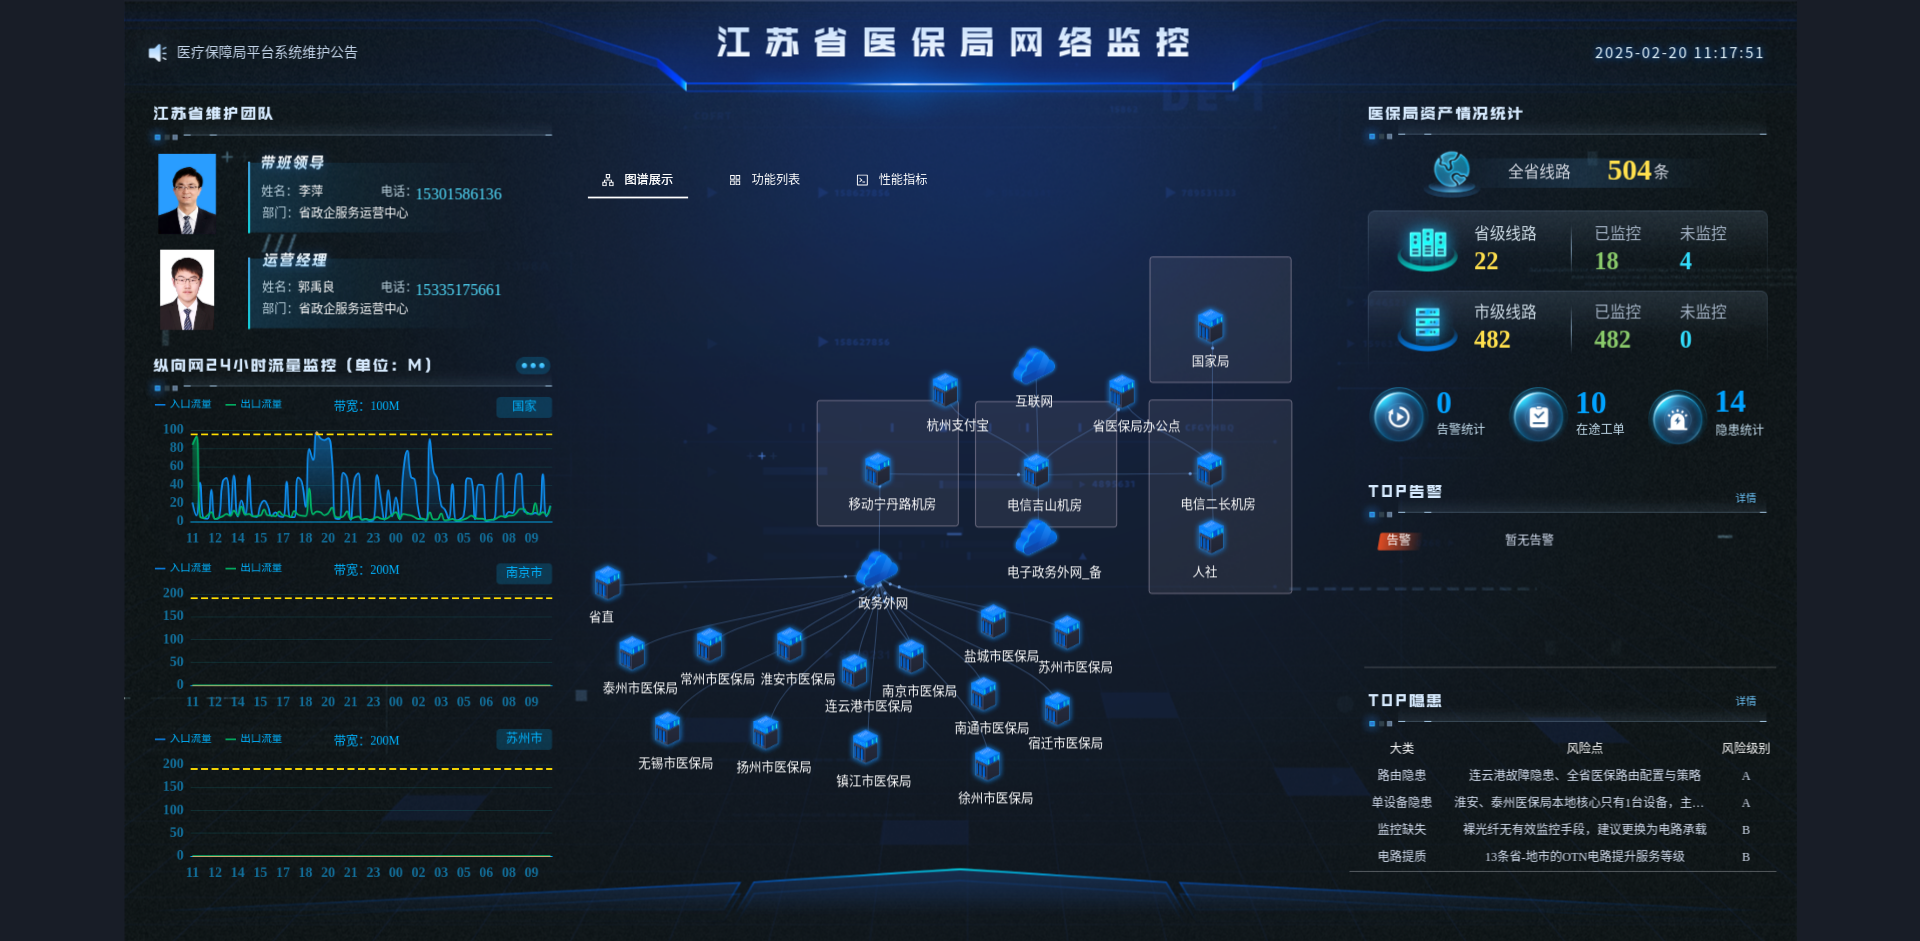 江苏省医保局网络监控
医疗保障局平台系统维护公告
2025-02-20 11:17:51
江苏省维护团队
带班领导
姓名：李萍 电话：15301586136
部门：省政企服务运营中心
运营经理
姓名：郭禹良 电话：15335175661
部门：省政企服务运营中心
纵向网24小时流量监控（单位：M）
入口流量 出口流量 带宽：100M 国家
100
80
60
40
20
0
11 12 14 15 17 18 20 21 23 00 02 03 05 06 08 09
入口流量 出口流量 带宽：200M 南京市
200
150
100
50
0
11 12 14 15 17 18 20 21 23 00 02 03 05 06 08 09
入口流量 出口流量 带宽：200M 苏州市
200
150
100
50
0
11 12 14 15 17 18 20 21 23 00 02 03 05 06 08 09
图谱展示 功能列表 性能指标
国家局
互联网
杭州支付宝
省医保局办公点
移动宁丹路机房
电信吉山机房
电信二长机房
电子政务外网_备
人社
政务外网
省直
盐城市医保局
苏州市医保局
泰州市医保局
常州市医保局
淮安市医保局
南京市医保局
连云港市医保局
南通市医保局
宿迁市医保局
无锡市医保局
扬州市医保局
镇江市医保局
徐州市医保局
医保局资产情况统计
全省线路 504条
省级线路 已监控 未监控
22 18 4
市级线路 已监控 未监控
482 482 0
0 10 14
告警统计 在途工单 隐患统计
TOP告警 详情
告警 暂无告警
TOP隐患 详情
大类 风险点 风险级别
路由隐患 连云港故障隐患、全省医保路由配置与策略 A
单设备隐患 淮安、泰州医保局本地核心只有1台设备，主… A
监控缺失 裸光纤无有效监控手段，建议更换为电路承载 B
电路提质 13条省-地市的OTN电路提升服务等级 B